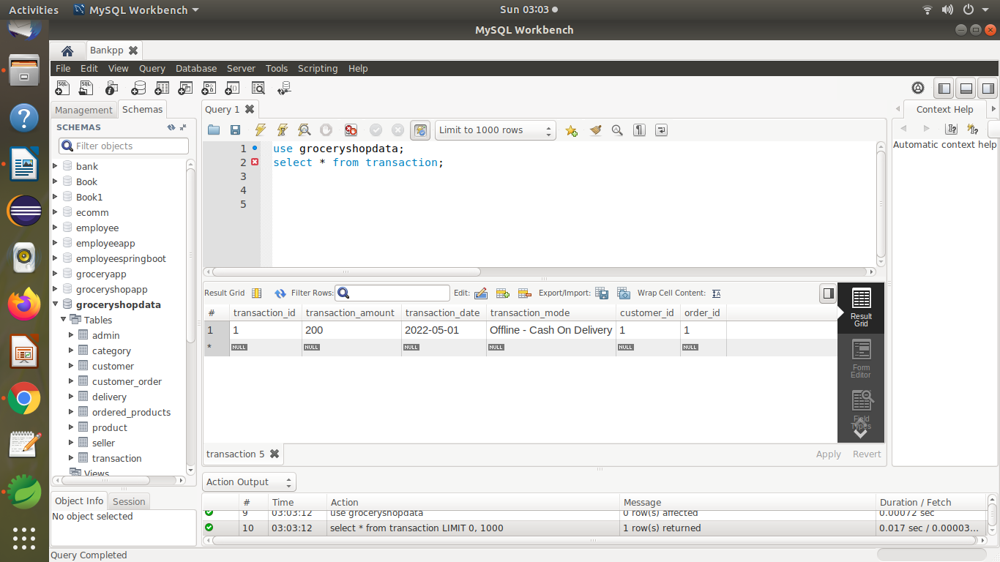 Activities MySQL Workbench Sun 03:03
MySQL Workbench
Bankpp
File Edit View Query Database Server Tools Scripting Help
Management Schemas
Query 1
Context Help
SCHEMAS
Limit to 1000 rows
Filter objects
Automatic context help
1 use groceryshopdata;
2 select * from transaction;
3
4
5
bank
Book
Book1
ecomm
employee
employeeapp
employeespringboot
groceryapp
groceryshopapp
groceryshopdata
Tables
admin
category
customer
customer_order
delivery
ordered_products
product
seller
transaction
Views
Result Grid Filter Rows: Edit: Export/Import: Wrap Cell Content:
# transaction_id transaction_amount transaction_date transaction_mode customer_id order_id
1 1 200 2022-05-01 Offline - Cash On Delivery 1 1
* NULL NULL NULL NULL NULL NULL
Result
Grid
Form
Editor
Field
Types
transaction 5 Apply Revert
Action Output
Object Info Session
No object selected
# Time Action Message Duration / Fetch
9 03:03:12 use groceryshopdata 0 row(s) affected 0.00072 sec
10 03:03:12 select * from transaction LIMIT 0, 1000 1 row(s) returned 0.017 sec / 0.00003...
Query Completed